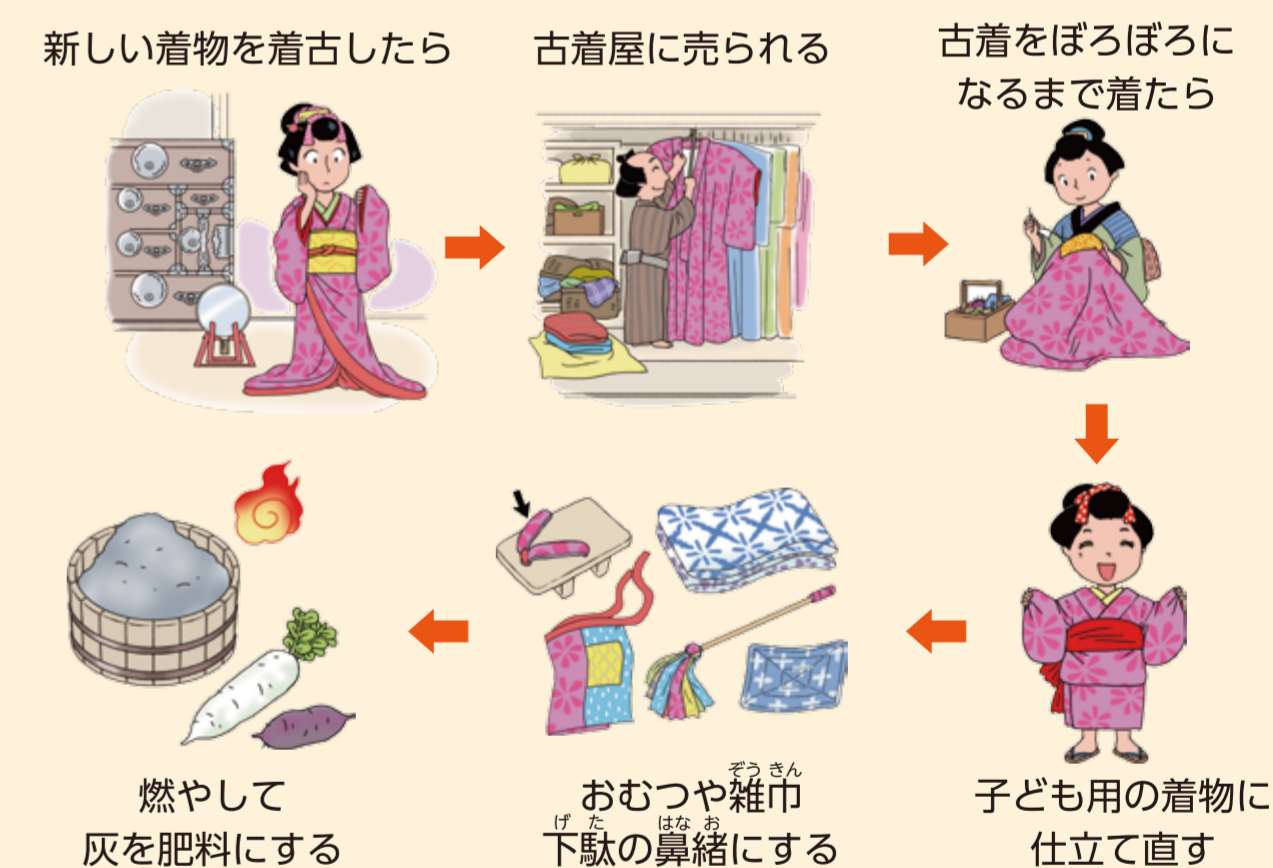 新しい着物を着古したら
古着屋に売られる
古着をぼろぼろに
なるまで着たら
子ども用の着物に
仕立て直す
ぞうきん
おむつや雑巾
げた はなお
下駄の鼻緒にする
燃やして
灰を肥料にする